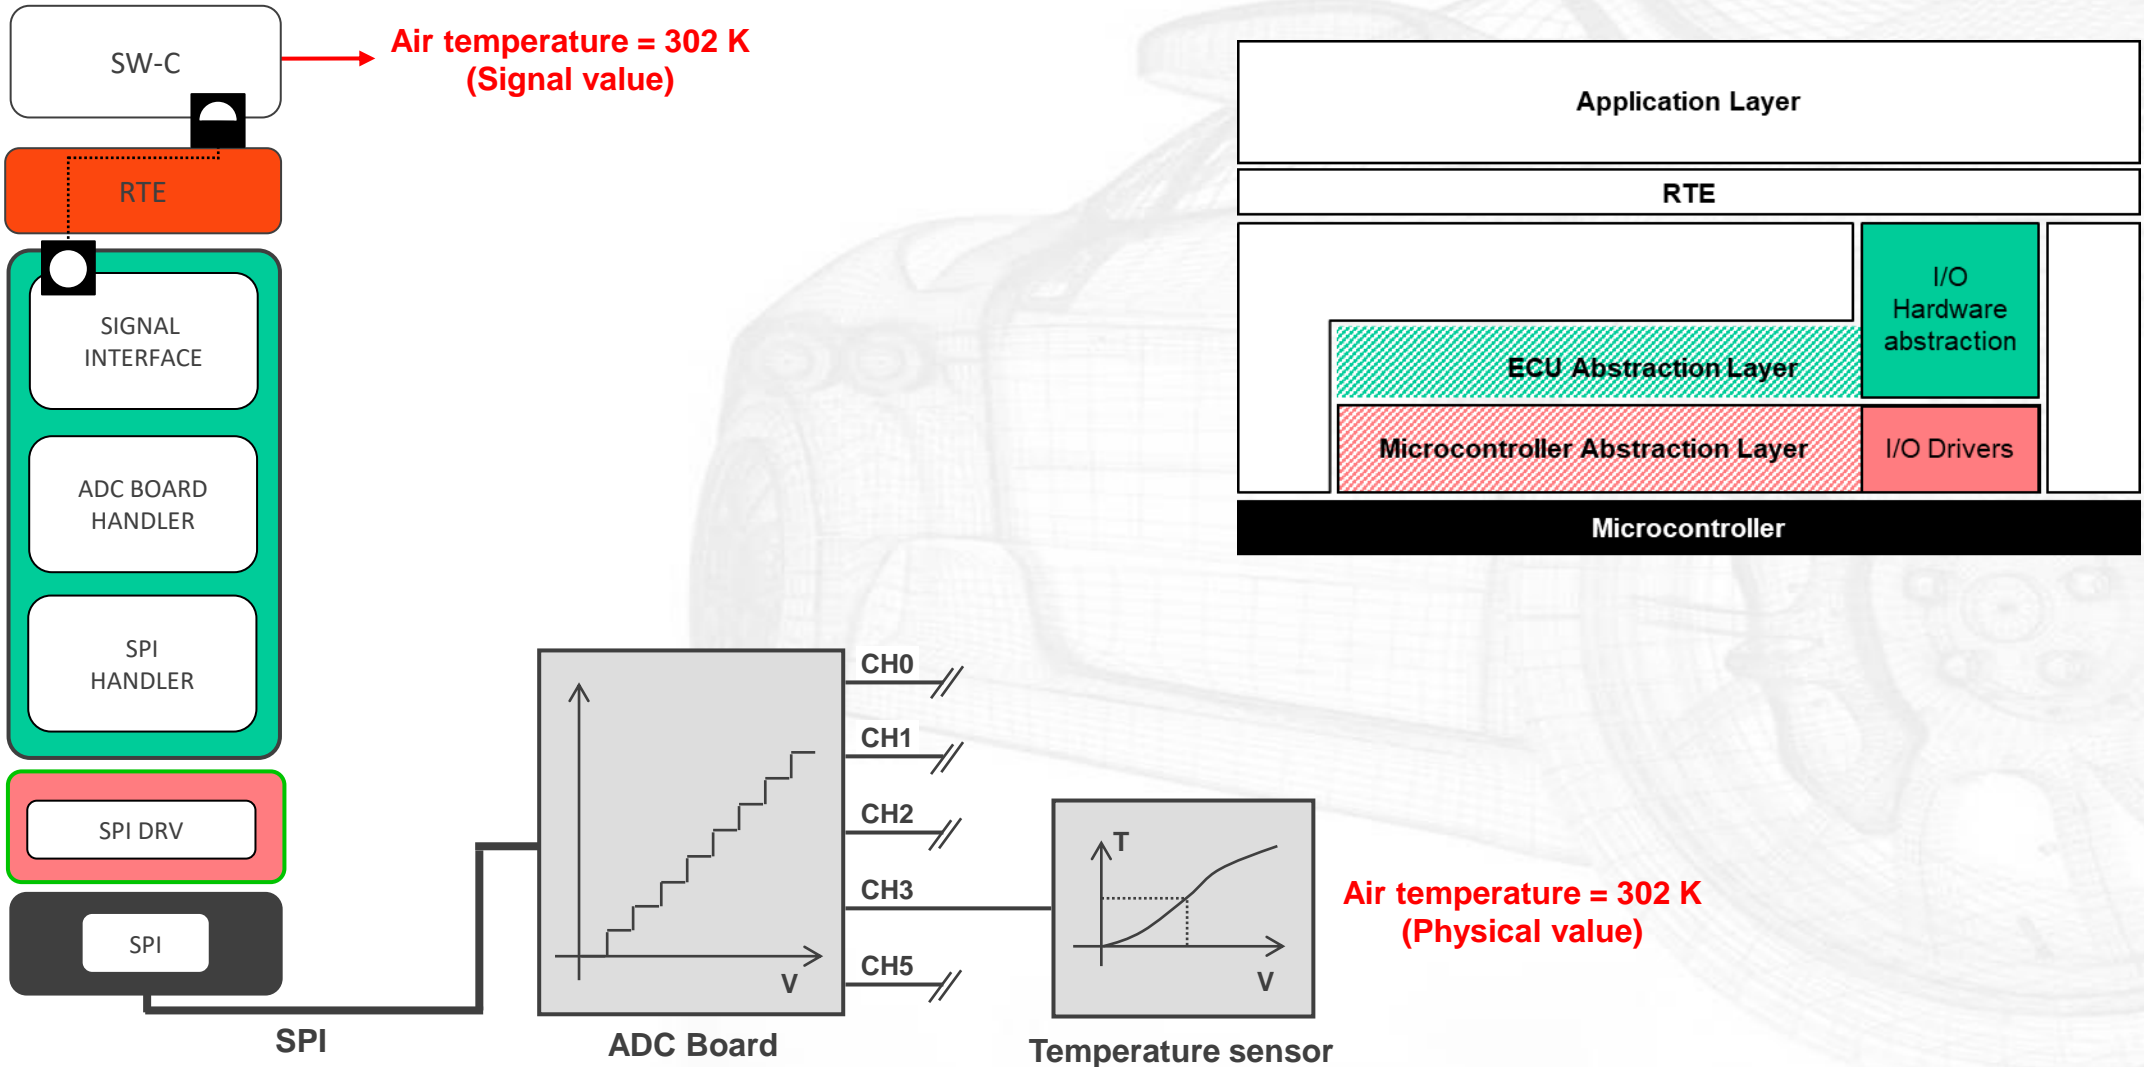 SW-C
Air temperature = 302 K
(Signal value)
RTE
SIGNAL
INTERFACE
ADC BOARD
HANDLER
SPI
HANDLER
SPI DRV
SPI
SPI
CH0
CH1
CH2
CH3
CH5
V
ADC Board
T
V
Temperature sensor
Air temperature = 302 K
(Physical value)
Application Layer
RTE
I/O
Hardware
abstraction
ECU Abstraction Layer
Microcontroller Abstraction Layer
I/O Drivers
Microcontroller